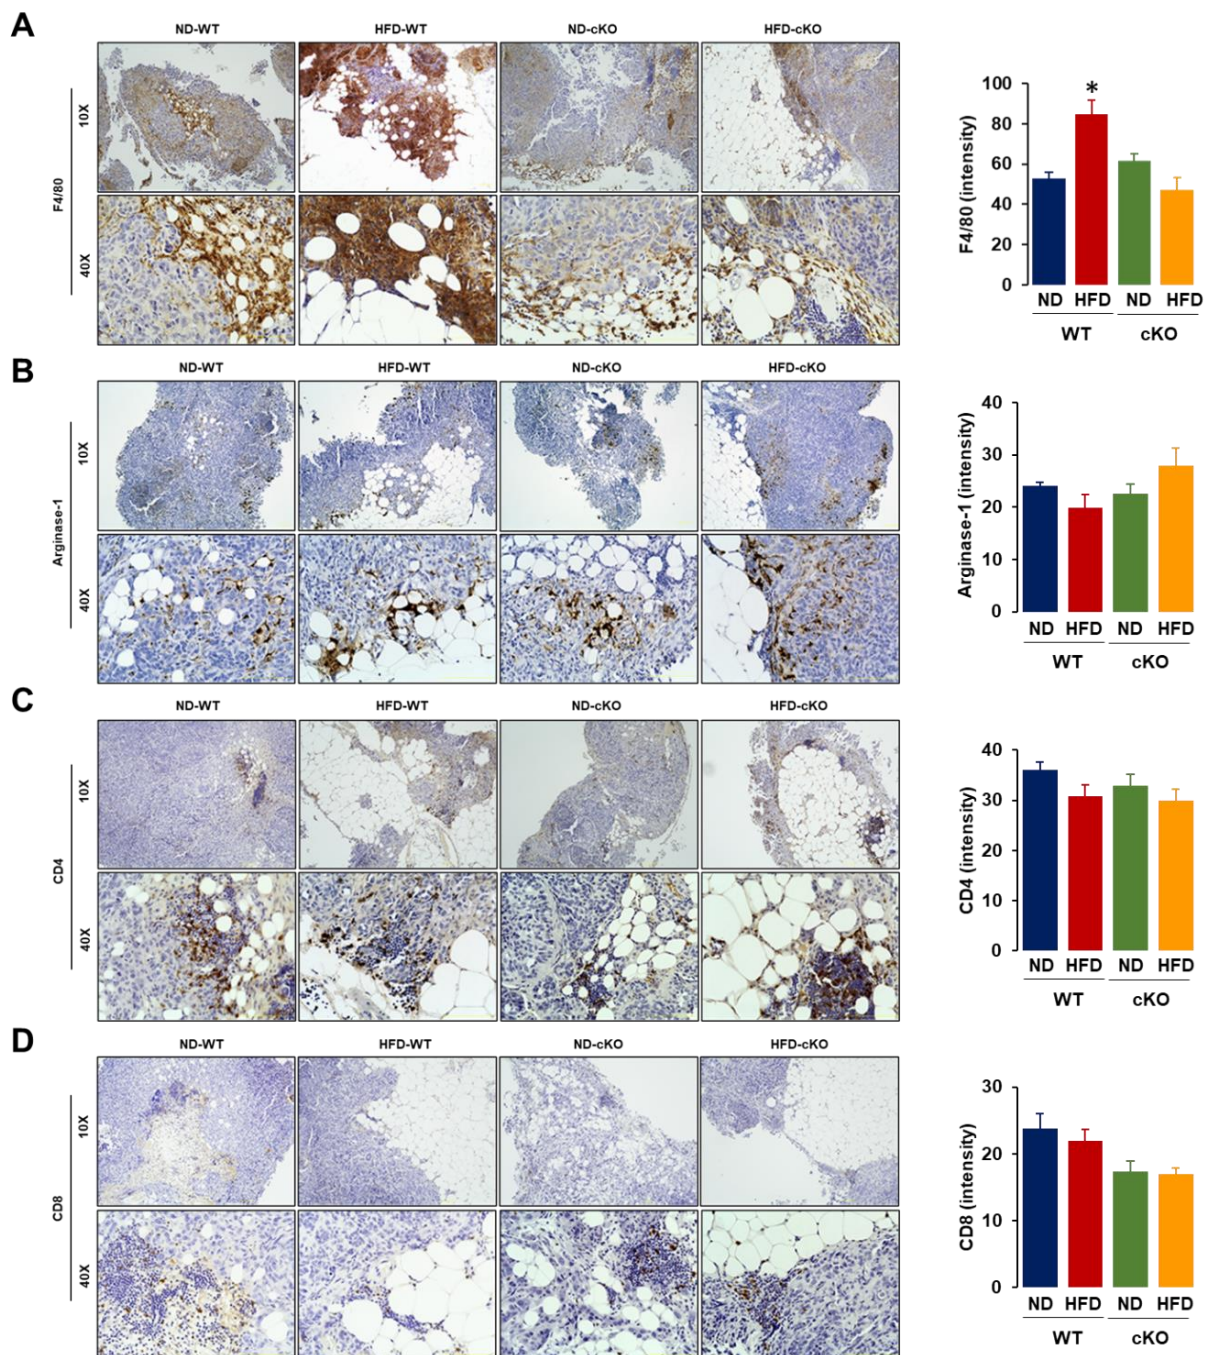 A
ND-WT HFD-WT ND-cKO HFD-cKO
10X
F4/80
40X
100
80
60
40
20
0
F4/80 (intensity)
*
ND HFD ND HFD
WT cKO
B
ND-WT HFD-WT ND-cKO HFD-cKO
10X
Arginase-1
40X
40
30
20
10
0
Arginase-1 (intensity)
ND HFD ND HFD
WT cKO
C
ND-WT HFD-WT ND-cKO HFD-cKO
10X
CD4
40X
40
30
20
10
0
CD4 (intensity)
ND HFD ND HFD
WT cKO
D
ND-WT HFD-WT ND-cKO HFD-cKO
10X
CD8
40X
30
20
10
0
CD8 (intensity)
ND HFD ND HFD
WT cKO